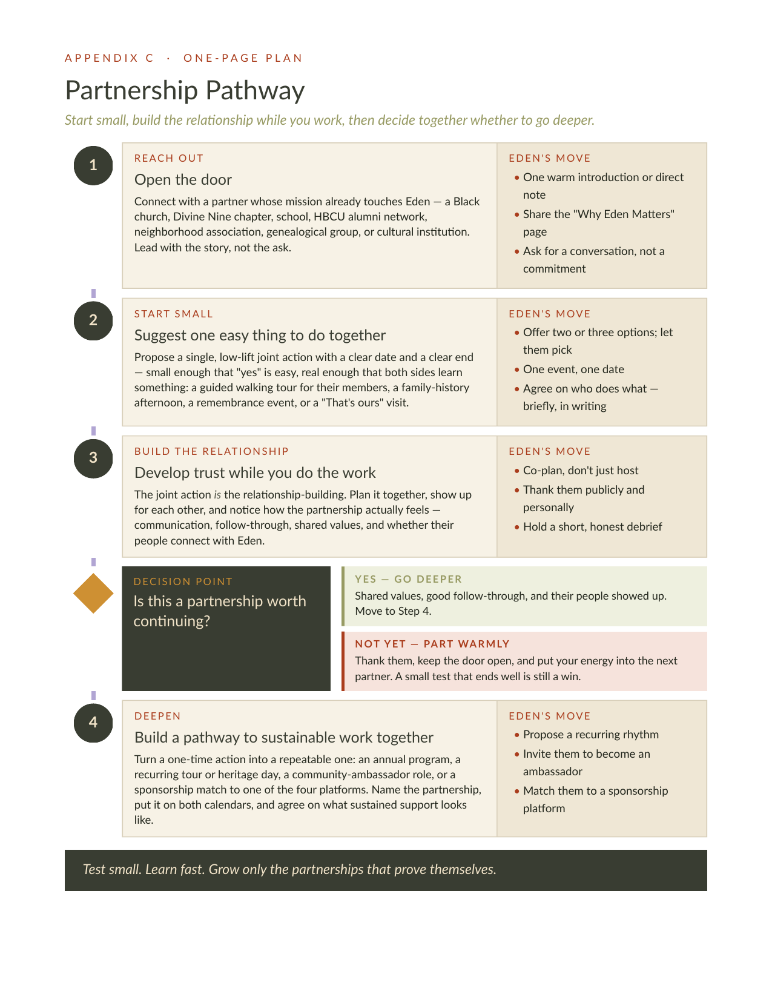 APPENDIX C · ONE-PAGE PLAN
Partnership Pathway
Start small, build the relationship while you work, then decide together whether to go deeper.
1
REACH OUT
Open the door
Connect with a partner whose mission already touches Eden — a Black
church, Divine Nine chapter, school, HBCU alumni network,
neighborhood association, genealogical group, or cultural institution.
Lead with the story, not the ask.
EDEN'S MOVE
• One warm introduction or direct
note
• Share the "Why Eden Matters"
page
• Ask for a conversation, not a
commitment
2
START SMALL
Suggest one easy thing to do together
Propose a single, low-lift joint action with a clear date and a clear end
— small enough that "yes" is easy, real enough that both sides learn
something: a guided walking tour for their members, a family-history
afternoon, a remembrance event, or a "That's ours" visit.
EDEN'S MOVE
• Offer two or three options; let
them pick
• One event, one date
• Agree on who does what —
briefly, in writing
3
BUILD THE RELATIONSHIP
Develop trust while you do the work
The joint action is the relationship-building. Plan it together, show up
for each other, and notice how the partnership actually feels —
communication, follow-through, shared values, and whether their
people connect with Eden.
EDEN'S MOVE
• Co-plan, don't just host
• Thank them publicly and
personally
• Hold a short, honest debrief
DECISION POINT
Is this a partnership worth
continuing?
YES — GO DEEPER
Shared values, good follow-through, and their people showed up.
Move to Step 4.
NOT YET — PART WARMLY
Thank them, keep the door open, and put your energy into the next
partner. A small test that ends well is still a win.
4
DEEPEN
Build a pathway to sustainable work together
Turn a one-time action into a repeatable one: an annual program, a
recurring tour or heritage day, a community-ambassador role, or a
sponsorship match to one of the four platforms. Name the partnership,
put it on both calendars, and agree on what sustained support looks
like.
EDEN'S MOVE
• Propose a recurring rhythm
• Invite them to become an
ambassador
• Match them to a sponsorship
platform
Test small. Learn fast. Grow only the partnerships that prove themselves.